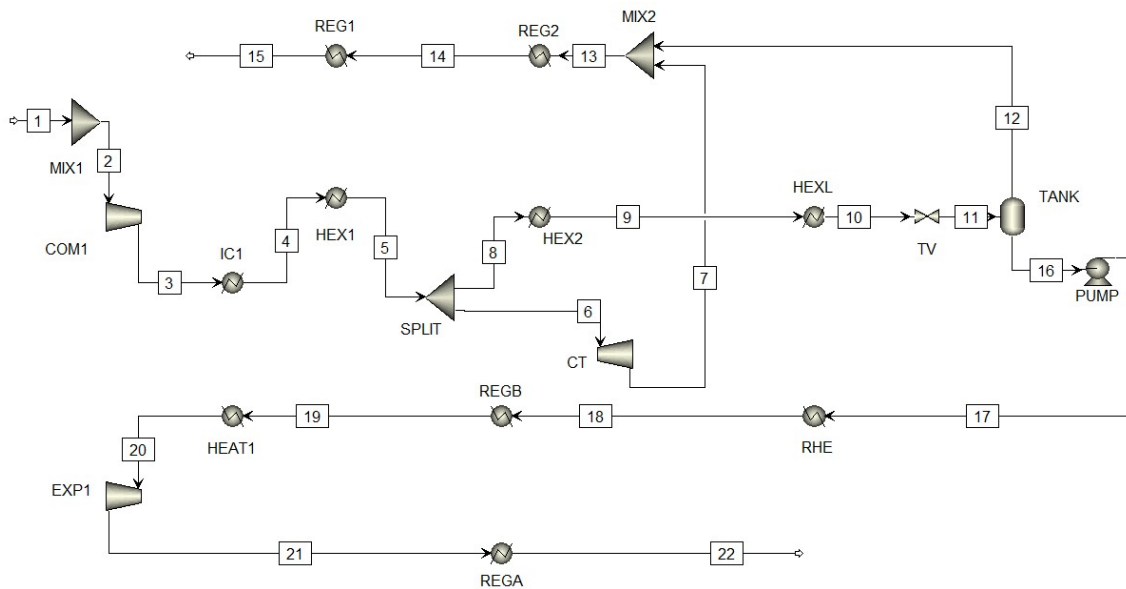 MIX2
REG1
REG2
15
14
13
12
1
MIX1
2
HEX1
HEXL
TANK
COM1
IC1
4
5
8
HEX2
9
10
TV
11
3
SPLIT
6
7
16
PUMP
CT
REGB
20
HEAT1
19
18
RHE
17
EXP1
21
REGA
22